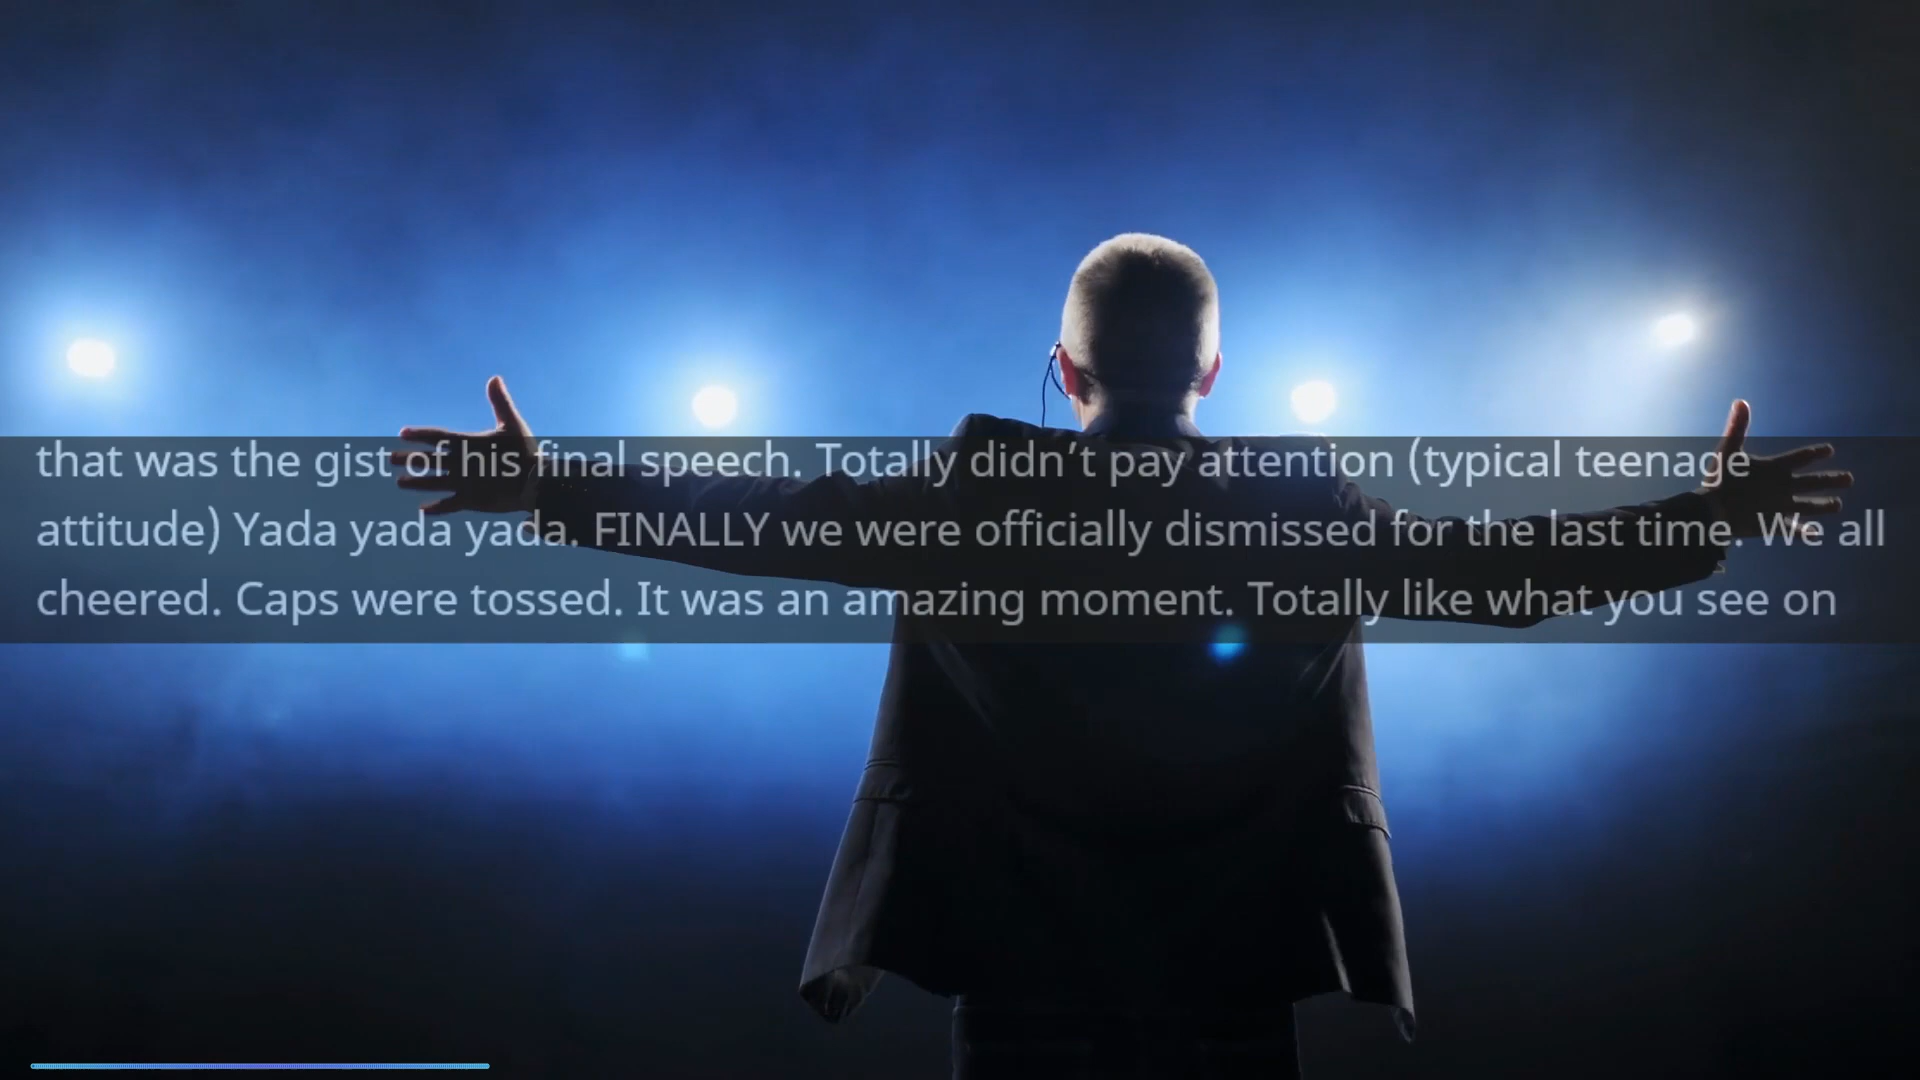 that was the gist of his final speech. Totally didn’t pay attention (typical teenage
attitude) Yada yada yada. FINALLY we were officially dismissed for the last time. We all
cheered. Caps were tossed. It was an amazing moment. Totally like what you see on